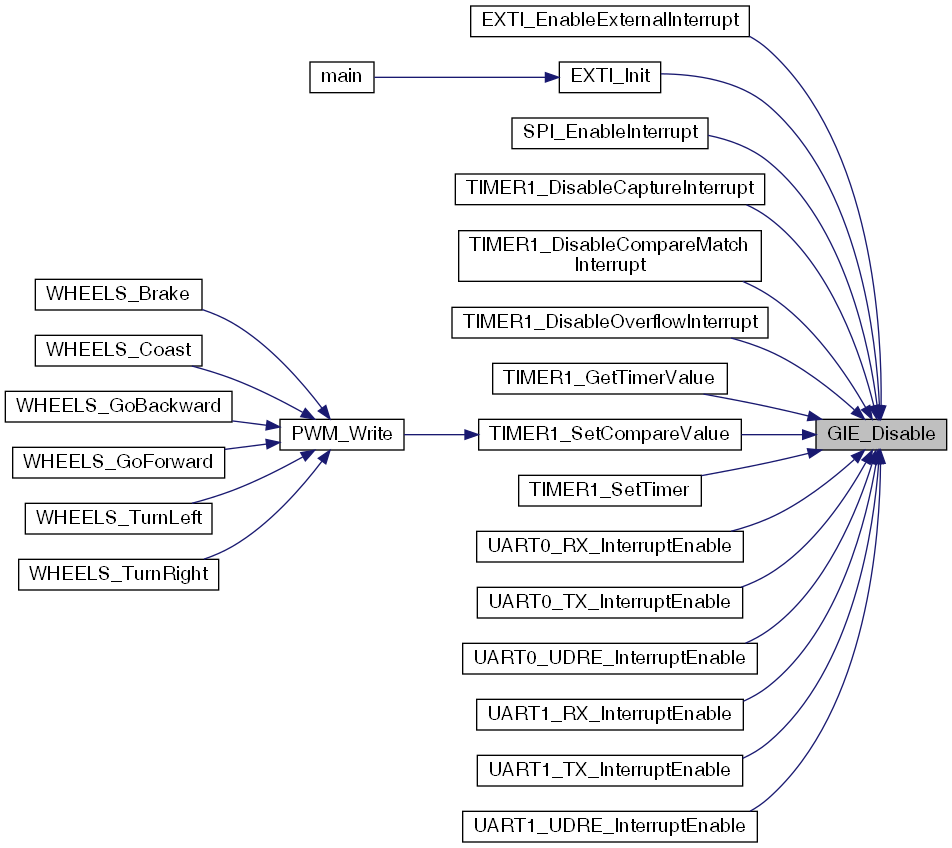 EXTI_EnableExternalInterrupt
main
EXTI_Init
SPI_EnableInterrupt
TIMER1_DisableCaptureInterrupt
TIMER1_DisableCompareMatch
Interrupt
WHEELS_Brake
TIMER1_DisableOverflowInterrupt
WHEELS_Coast
TIMER1_GetTimerValue
WHEELS_GoBackward
PWM_Write
TIMER1_SetCompareValue
GIE_Disable
WHEELS_GoForward
TIMER1_SetTimer
WHEELS_TurnLeft
UART0_RX_InterruptEnable
WHEELS_TurnRight
UART0_TX_InterruptEnable
UART0_UDRE_InterruptEnable
UART1_RX_InterruptEnable
UART1_TX_InterruptEnable
UART1_UDRE_InterruptEnable